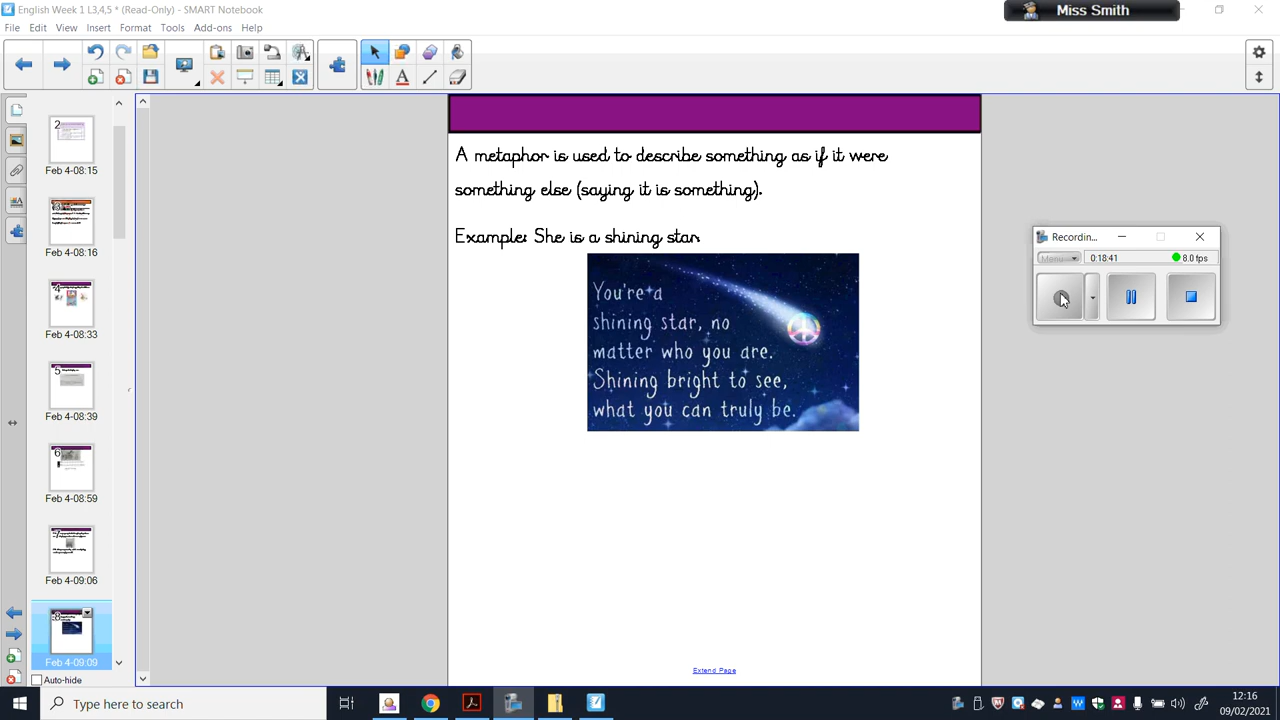 English Week 1 L3,4,5 * (Read-Only) - SMART Notebook
Miss Smith
File Edit View Insert Format Tools Add-ons Help
A metaphor is used to describe something as if it were
something else (saying it is something).
Example: She is a shining star.
You're a
shining star, no
matter who you are.
Shining bright to see,
what you can truly be.
Extend Page
Recordin...
Menu
0:18:41
8.0 fps
2
Feb 4-08:15
Feb 4-08:16
4
Feb 4-08:33
5
Feb 4-08:39
6
Feb 4-08:59
Feb 4-09:06
Feb 4-09:09
Auto-hide
Type here to search
12:16
09/02/2021